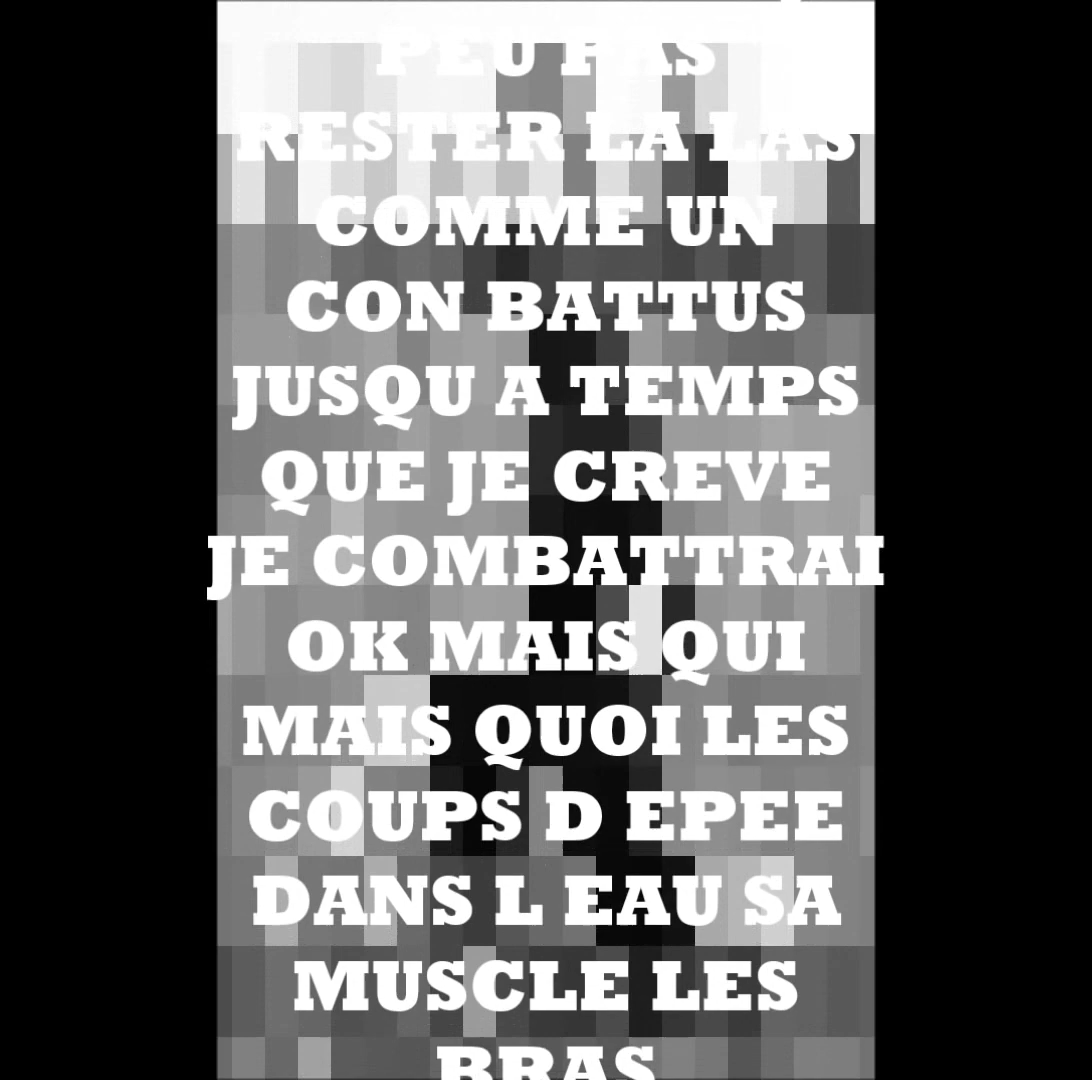 PEU PAS
RESTER LA LAS
COMME UN
CON BATTUS
JUSQU A TEMPS
QUE JE CREVE
JE COMBATTRAI
OK MAIS QUI
MAIS QUOI LES
COUPS D EPEE
DANS L EAU SA
MUSCLE LES
BRAS